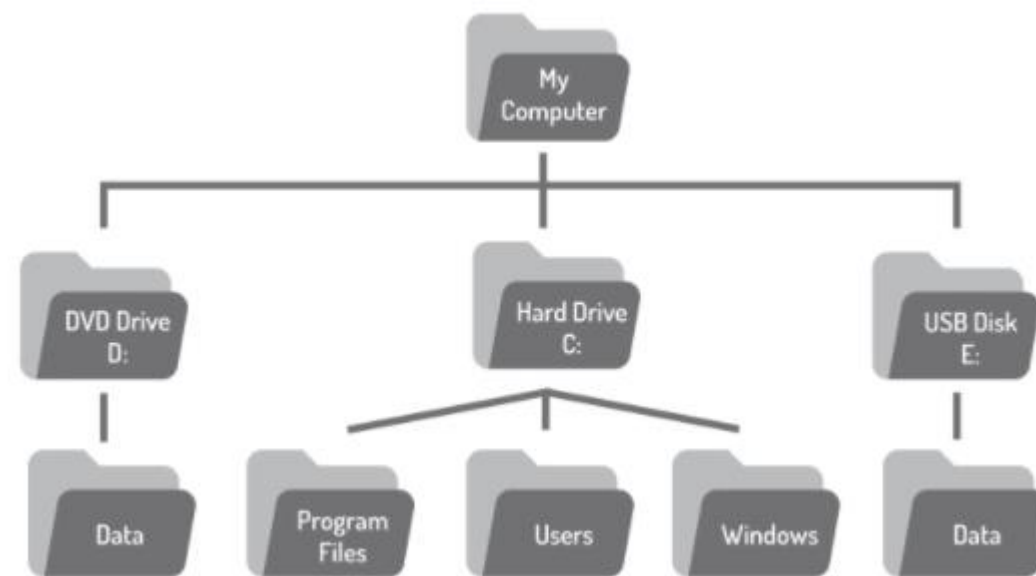 My
Computer
DVD Drive
D:
Hard Drive
C:
USB Disk
E:
Data
Program
Files
Users
Windows
Data